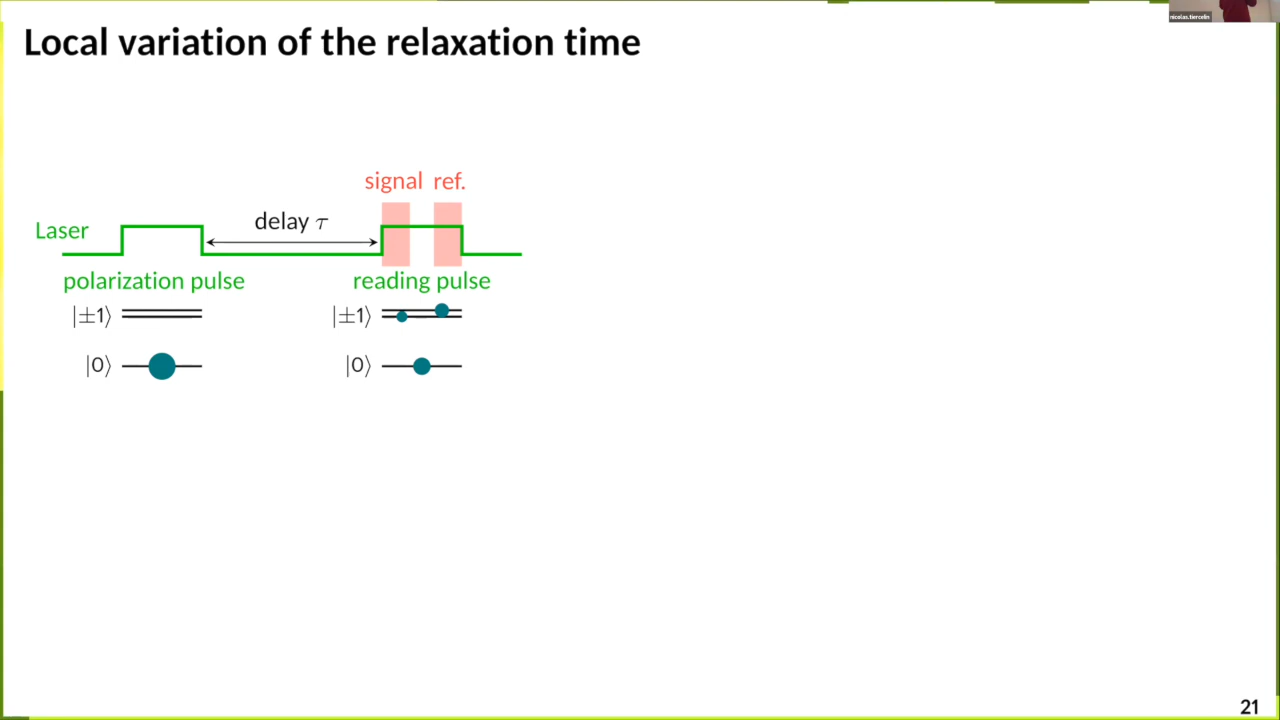 nicolas.tiercelin
Local variation of the relaxation time
signal ref.
Laser
delay τ
polarization pulse
reading pulse
|±1⟩
|±1⟩
|0⟩
|0⟩
21